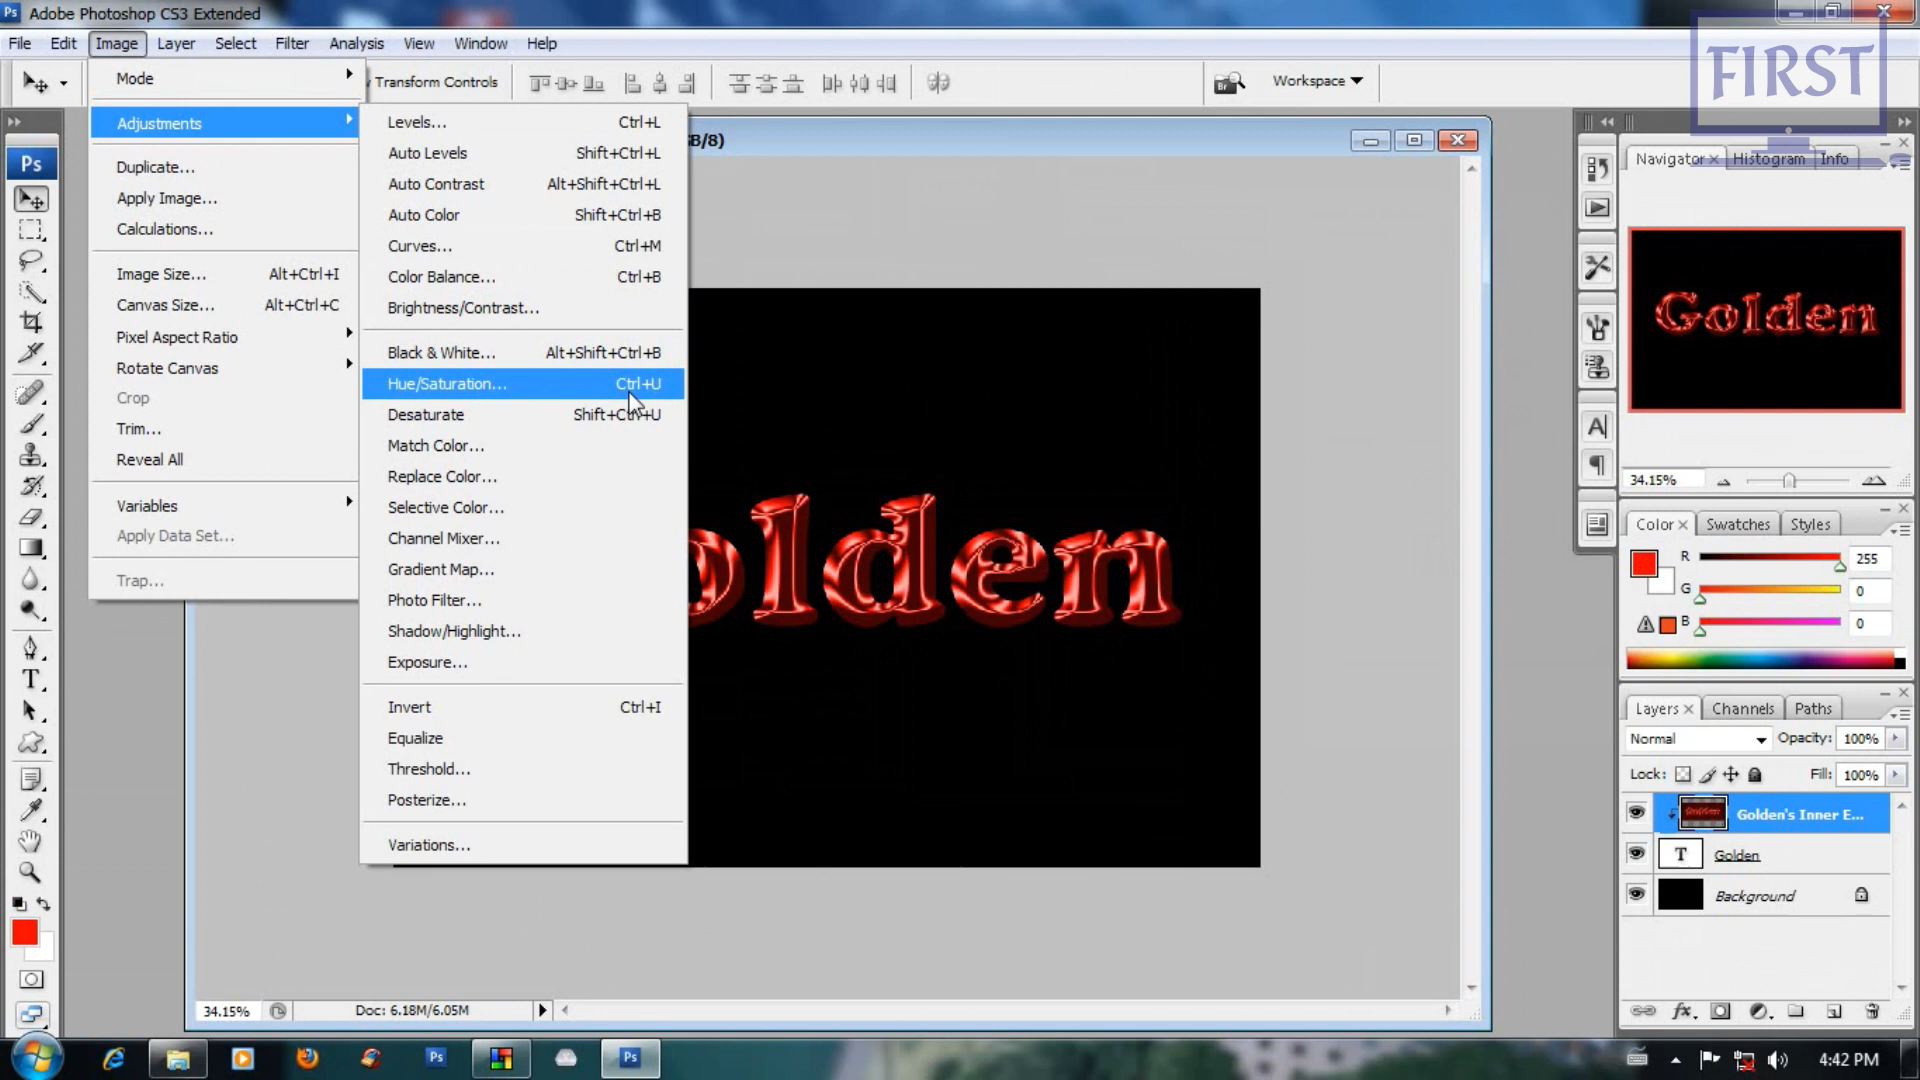 Ps Adobe Photoshop CS3 Extended
FIRST
File Edit Image Layer Select Filter Analysis View Window Help
Transform Controls
Br Workspace
Mode
Adjustments
Duplicate...
Apply Image...
Calculations...
Image Size... Alt+Ctrl+I
Canvas Size... Alt+Ctrl+C
Pixel Aspect Ratio
Rotate Canvas
Crop
Trim...
Reveal All
Variables
Apply Data Set...
Trap...
Levels... Ctrl+L
Auto Levels Shift+Ctrl+L
Auto Contrast Alt+Shift+Ctrl+L
Auto Color Shift+Ctrl+B
Curves... Ctrl+M
Color Balance... Ctrl+B
Brightness/Contrast...
Black & White... Alt+Shift+Ctrl+B
Hue/Saturation... Ctrl+U
Desaturate Shift+Ctrl+U
Match Color...
Replace Color...
Selective Color...
Channel Mixer...
Gradient Map...
Photo Filter...
Shadow/Highlight...
Exposure...
Invert Ctrl+I
Equalize
Threshold...
Posterize...
Variations...
Ps
T
B/8)
olden
34.15% Doc: 6.18M/6.05M
A
Navigator Histogram Info
Golden
34.15%
Color Swatches Styles
R 255
G 0
B 0
Layers Channels Paths
Normal Opacity: 100%
Lock: Fill: 100%
Golden's Inner E...
T Golden
Background
fx
Ps Ps 4:42 PM